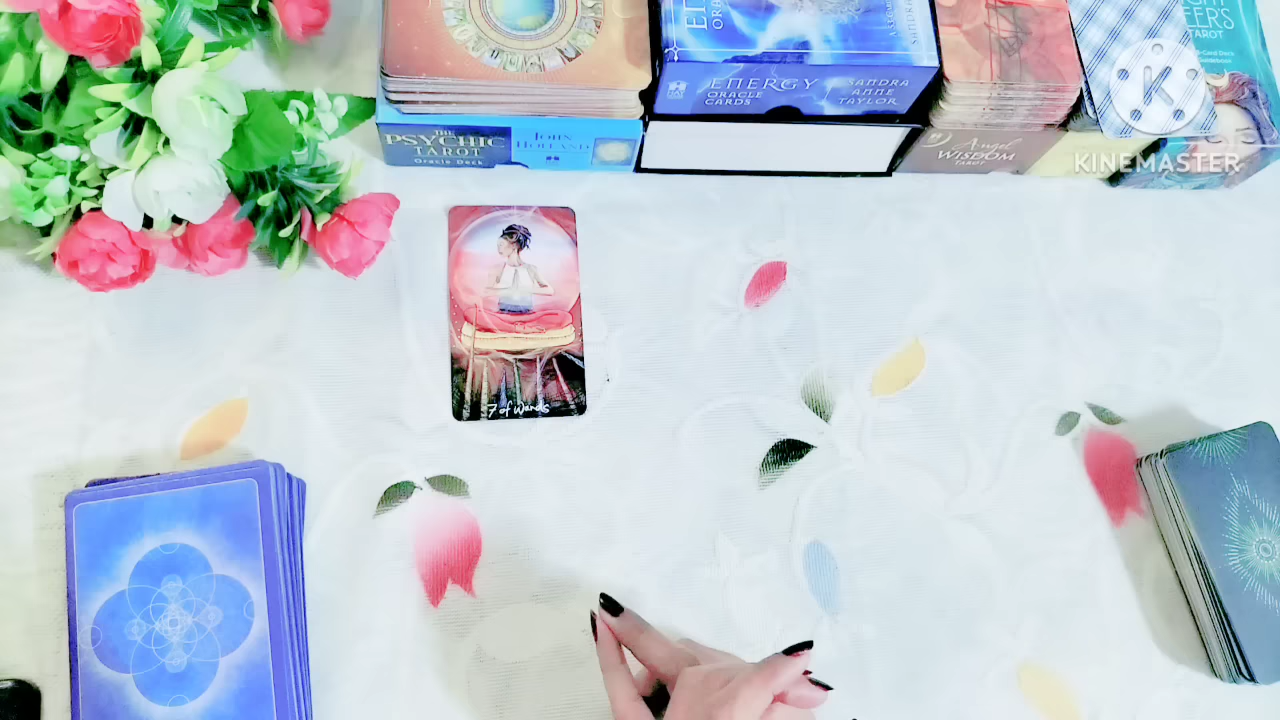 ENERGY
ORACLE
CARDS
SANDRA
ANNE
TAYLOR
THE
PSYCHIC
TAROT
Oracle Deck
JOHN
HOLLAND
Angel
WISDOM
TAROT
TAROT
K
KINEMASTER
7 of Wands